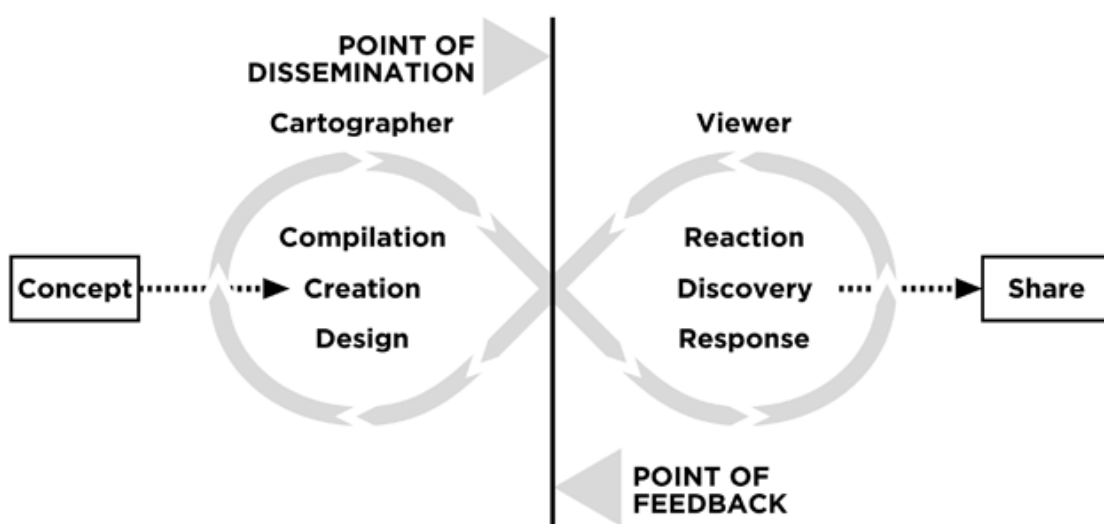 POINT OF
DISSEMINATION
Cartographer
Viewer
Concept
Compilation
Creation
Design
Reaction
Discovery
Response
Share
POINT OF
FEEDBACK